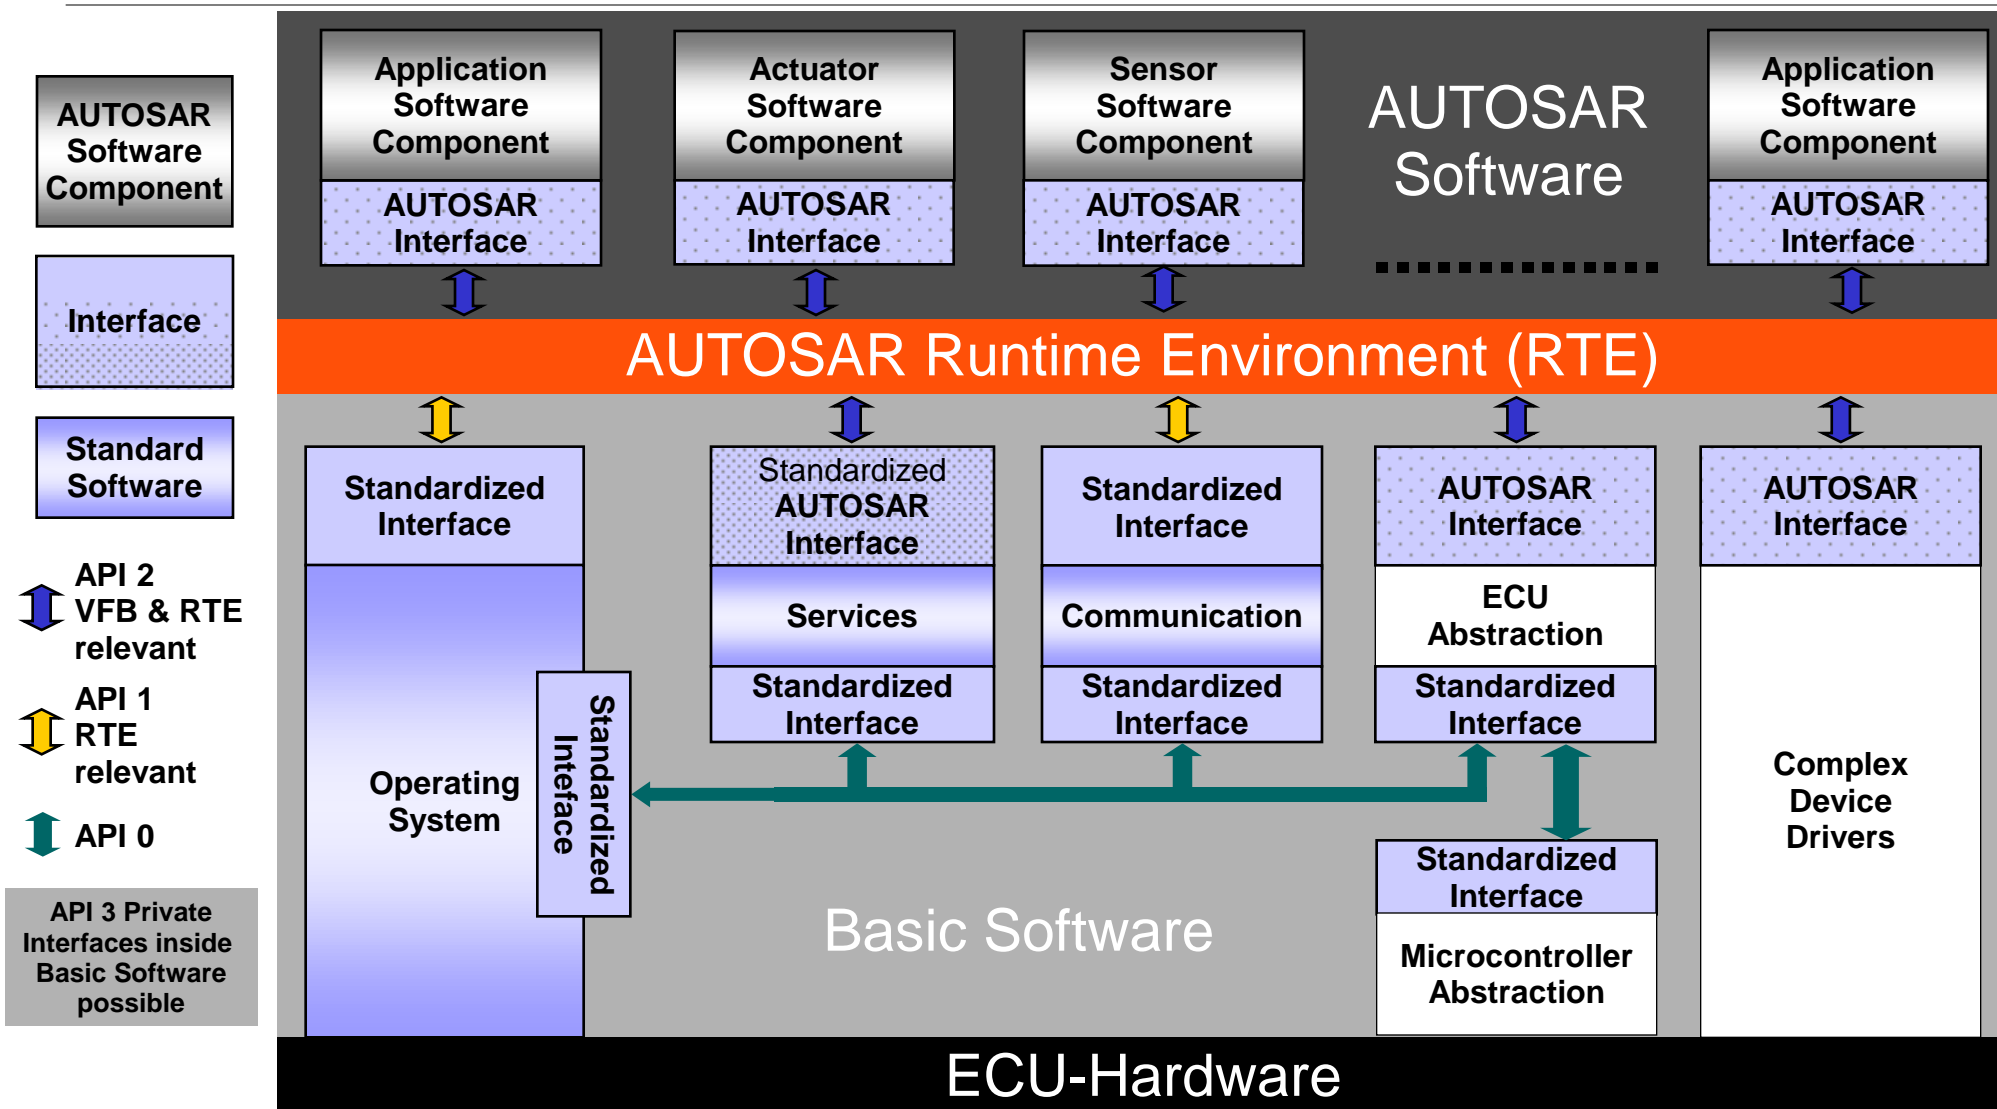 AUTOSAR
Software
Component
Interface
Standard
Software
API 2
VFB & RTE
relevant
API 1
RTE
relevant
API 0
API 3 Private
Interfaces inside
Basic Software
possible
Application
Software
Component
AUTOSAR
Interface
Actuator
Software
Component
AUTOSAR
Interface
Sensor
Software
Component
AUTOSAR
Interface
AUTOSAR
Software
Application
Software
Component
AUTOSAR
Interface
AUTOSAR Runtime Environment (RTE)
Standardized
Interface
Operating
System
Standardized
Inteface
Standardized
AUTOSAR
Interface
Services
Standardized
Interface
Standardized
Interface
Communication
Standardized
Interface
AUTOSAR
Interface
ECU
Abstraction
Standardized
Interface
Standardized
Interface
Microcontroller
Abstraction
AUTOSAR
Interface
Complex
Device
Drivers
Basic Software
ECU-Hardware